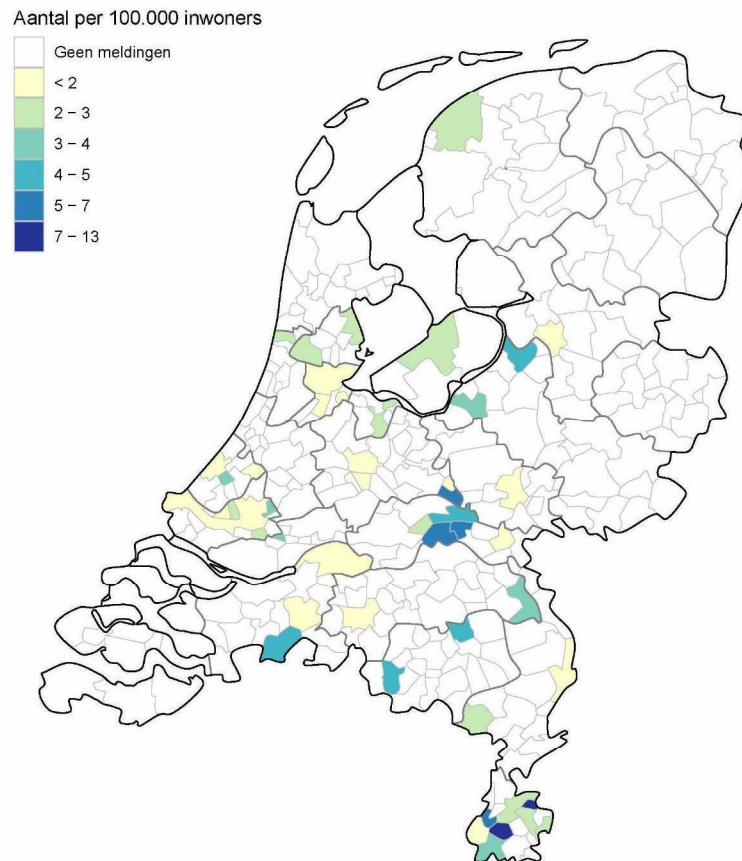 Aantal per 100.000 inwoners
Geen meldingen
< 2
2 – 3
3 – 4
4 – 5
5 – 7
7 – 13